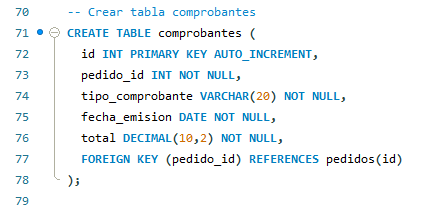 70 -- Crear tabla comprobantes
71 CREATE TABLE comprobantes (
72 id INT PRIMARY KEY AUTO_INCREMENT,
73 pedido_id INT NOT NULL,
74 tipo_comprobante VARCHAR(20) NOT NULL,
75 fecha_emision DATE NOT NULL,
76 total DECIMAL(10,2) NOT NULL,
77 FOREIGN KEY (pedido_id) REFERENCES pedidos(id)
78 );
79